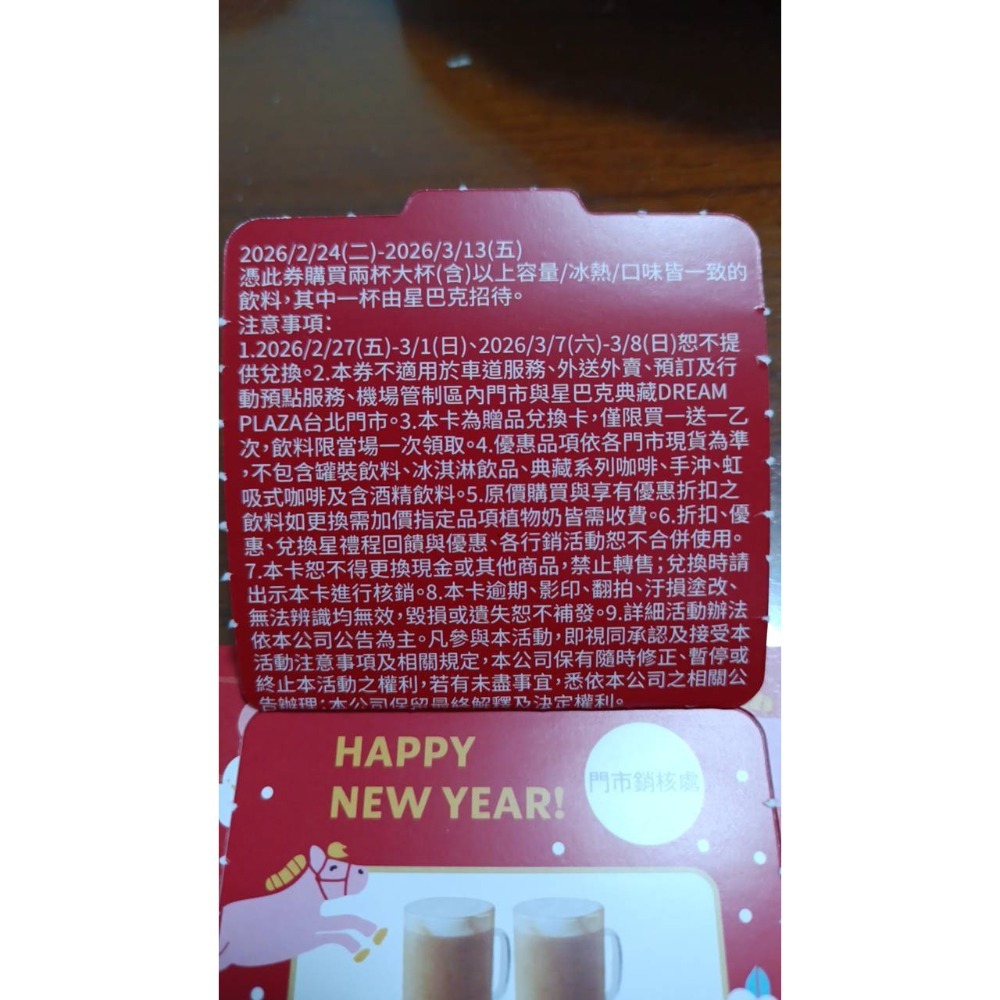 2026/2/24(二)-2026/3/13(五)
憑此券購買兩杯大杯(含)以上容量/冰熱/口味皆一致的
飲料,其中一杯由星巴克招待。
注意事項:
1.2026/2/27(五)-3/1(日)、2026/3/7(六)-3/8(日)恕不提
供兌換。2.本券不適用於車道服務、外送外賣、預訂及行
動預點服務、機場管制區內門市與星巴克典藏DREAM
PLAZA台北門市。3.本卡為贈品兌換卡,僅限買一送一乙
次,飲料限當場一次領取。4.優惠品項依各門市現貨為準
,不包含罐裝飲料、冰淇淋飲品、典藏系列咖啡、手沖、虹
吸式咖啡及含酒精飲料。5.原價購買與享有優惠折扣之
飲料如更換需加價指定品項植物奶皆需收費。6.折扣、優
惠、兌換星禮程回饋與優惠、各行銷活動恕不合併使用。
7.本卡恕不得更換現金或其他商品,禁止轉售;兌換時請
出示本卡進行核銷。8.本卡逾期、影印、翻拍、汙損塗改、
無法辨識均無效,毀損或遺失恕不補發。9.詳細活動辦法
依本公司公告為主。凡參與本活動,即視同承認及接受本
活動注意事項及相關規定,本公司保有隨時修正、暫停或
終止本活動之權利,若有未盡事宜,悉依本公司之相關公
告辦理;本公司保留最終解釋及決定權利。
HAPPY
NEW YEAR!
門市銷核處